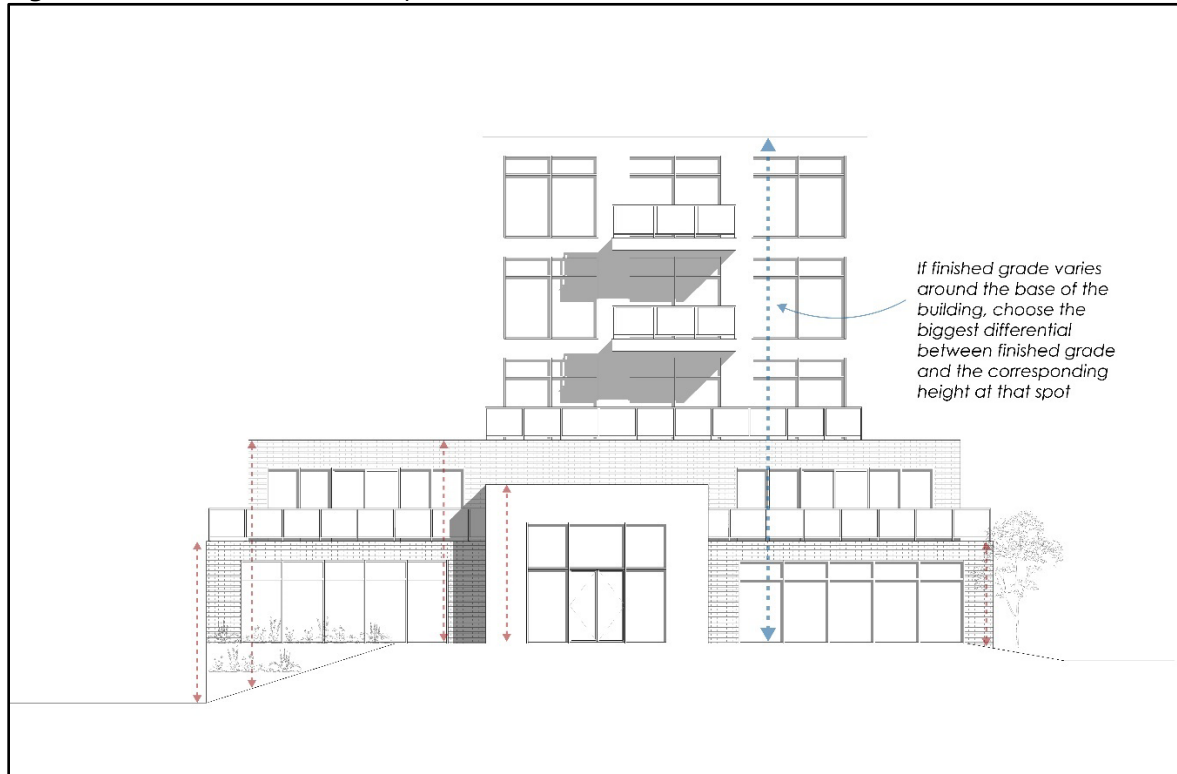 If finished grade varies
around the base of the
building, choose the
biggest differential
between finished grade
and the corresponding
height at that spot